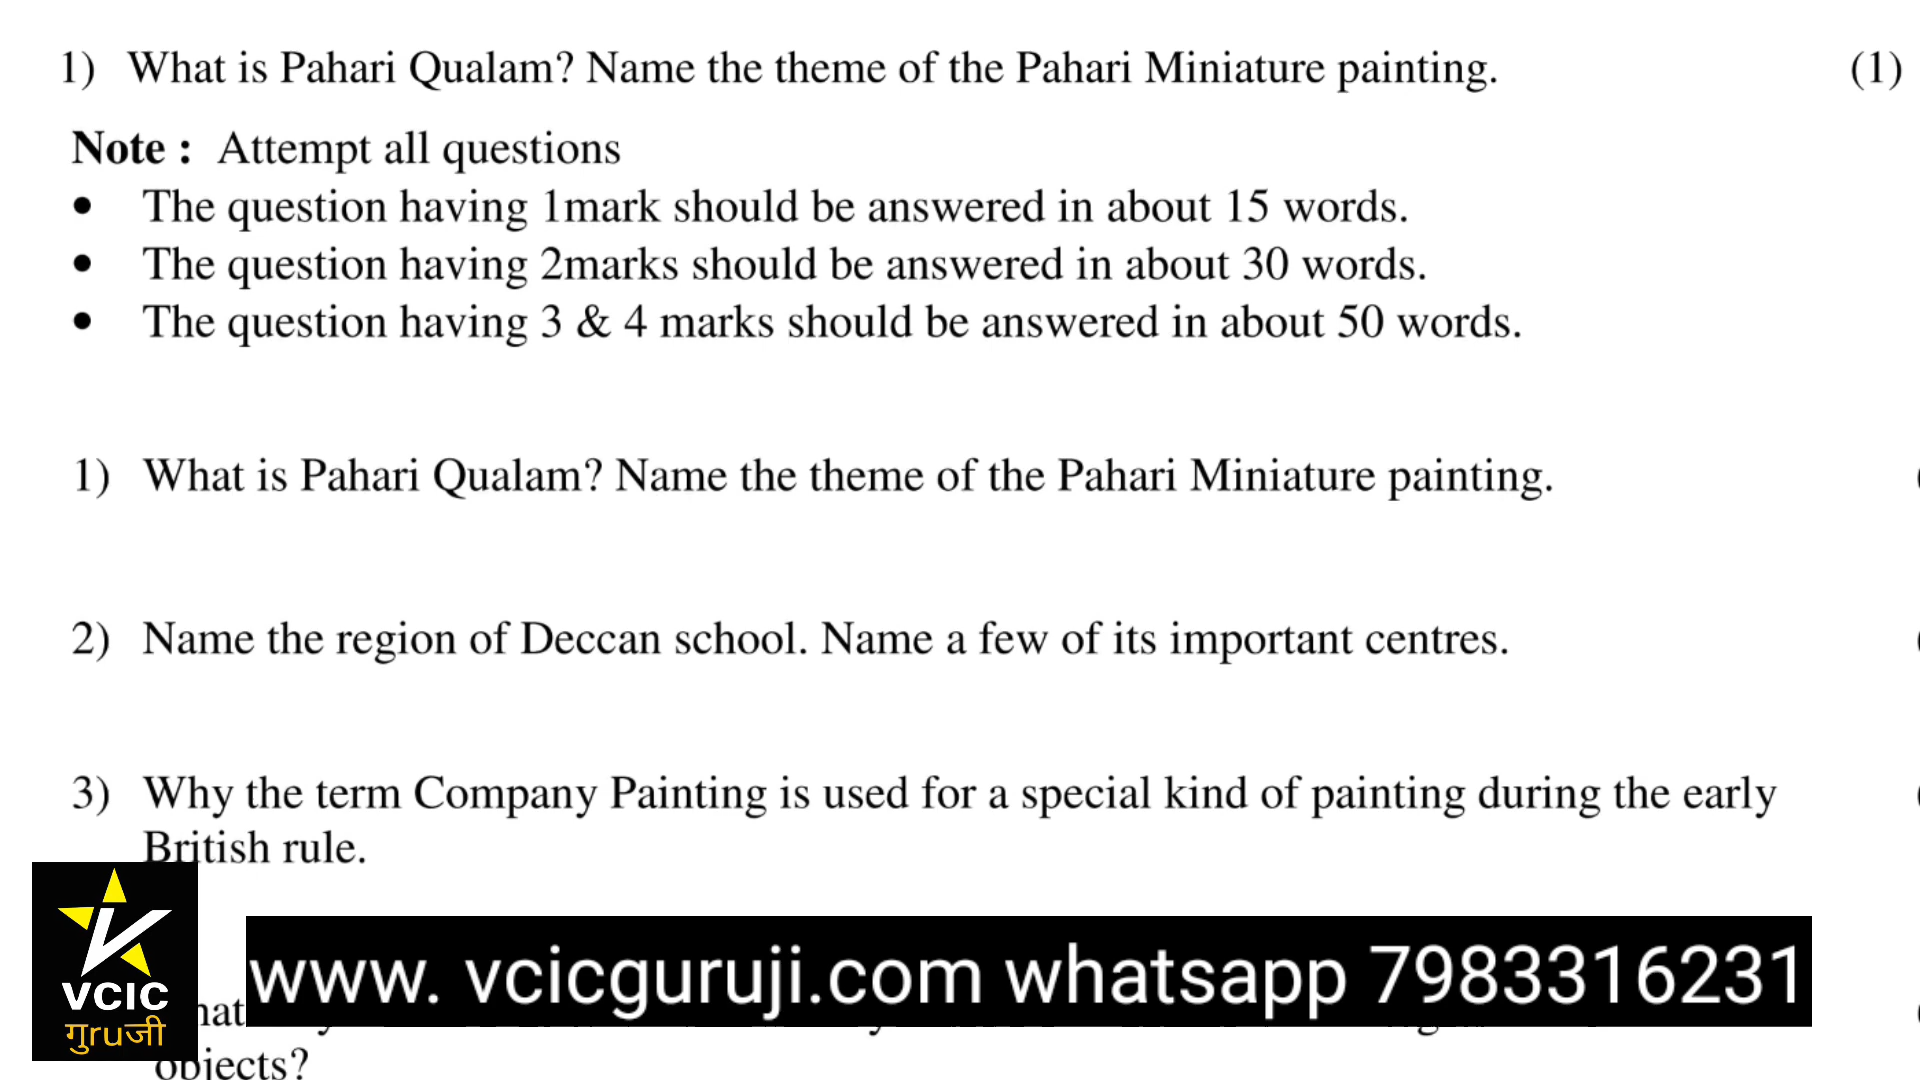 1) What is Pahari Qualam? Name the theme of the Pahari Miniature painting. (1)
Note : Attempt all questions
• The question having 1mark should be answered in about 15 words.
• The question having 2marks should be answered in about 30 words.
• The question having 3 & 4 marks should be answered in about 50 words.
1) What is Pahari Qualam? Name the theme of the Pahari Miniature painting.
2) Name the region of Deccan school. Name a few of its important centres.
3) Why the term Company Painting is used for a special kind of painting during the early
British rule.
www. vcicguruji.com whatsapp 7983316231
VCIC
गुruजी
objects?